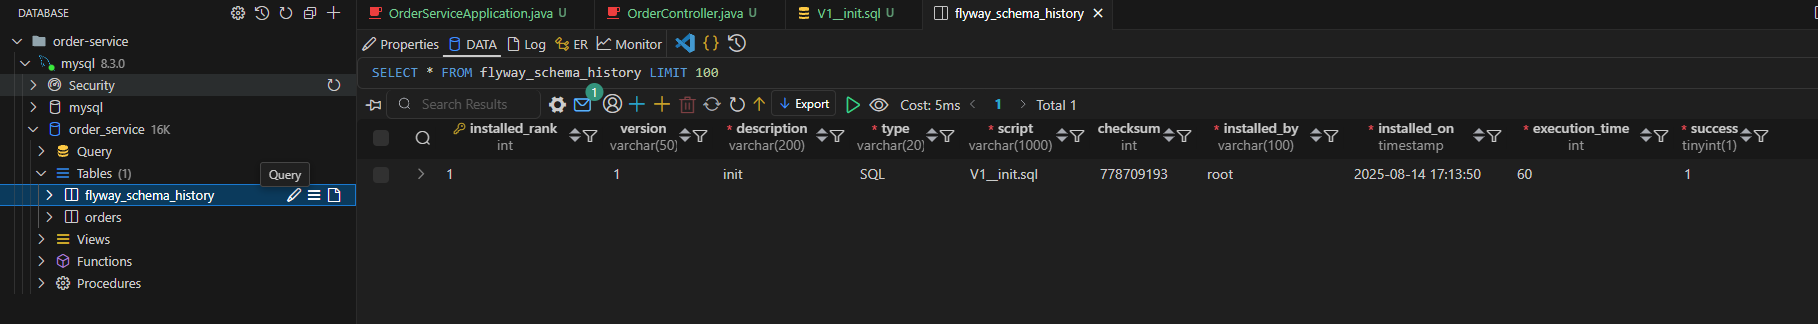 DATABASE
order-service
mysql 8.3.0
Security
mysql
order_service 16K
Query
Tables (1)
Query
flyway_schema_history
orders
Views
Functions
Procedures
OrderServiceApplication.java U
OrderController.java U
V1__init.sql U
flyway_schema_history
Properties DATA Log ER Monitor {}
SELECT * FROM flyway_schema_history LIMIT 100
Search Results 1 Export Cost: 5ms 1 Total 1
installed_rank version * description * type * script checksum * installed_by * installed_on * execution_time * success
int varchar(50) varchar(200) varchar(20) varchar(1000) int varchar(100) timestamp int tinyint(1)
1 1 init SQL V1__init.sql 778709193 root 2025-08-14 17:13:50 60 1